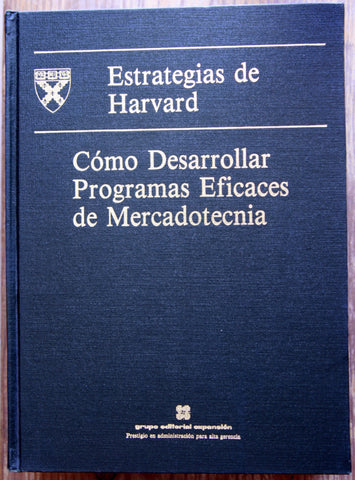 Estrategias de
Harvard
Cómo Desarrollar
Programas Eficaces
de Mercadotecnia
grupo editorial expansión
Prestigio en administración para alta gerencia